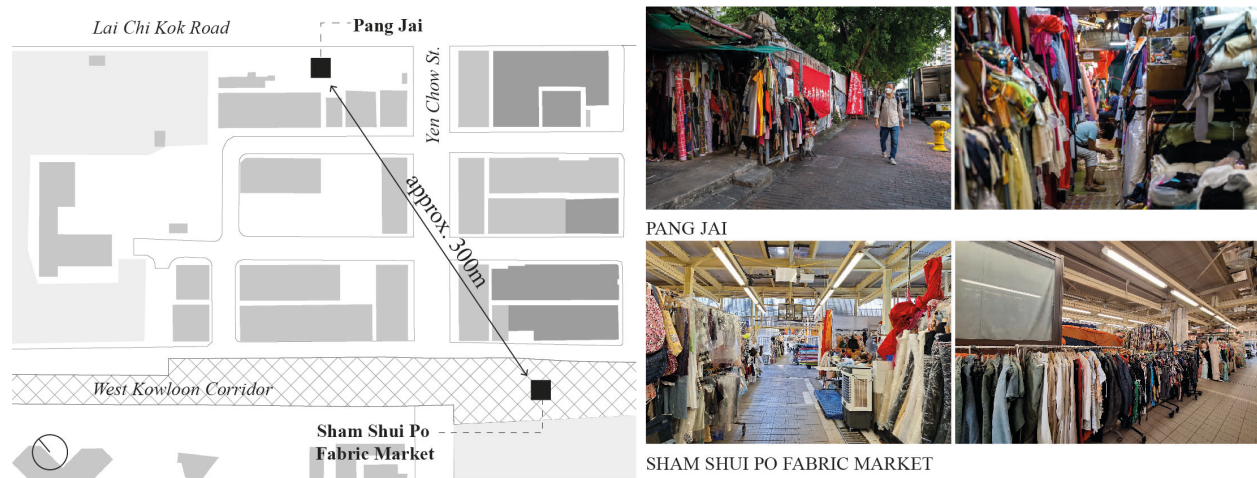 Lai Chi Kok Road
Pang Jai
Yen Chow St.
approx. 300m
West Kowloon Corridor
Sham Shui Po
Fabric Market
PANG JAI
SHAM SHUI PO FABRIC MARKET